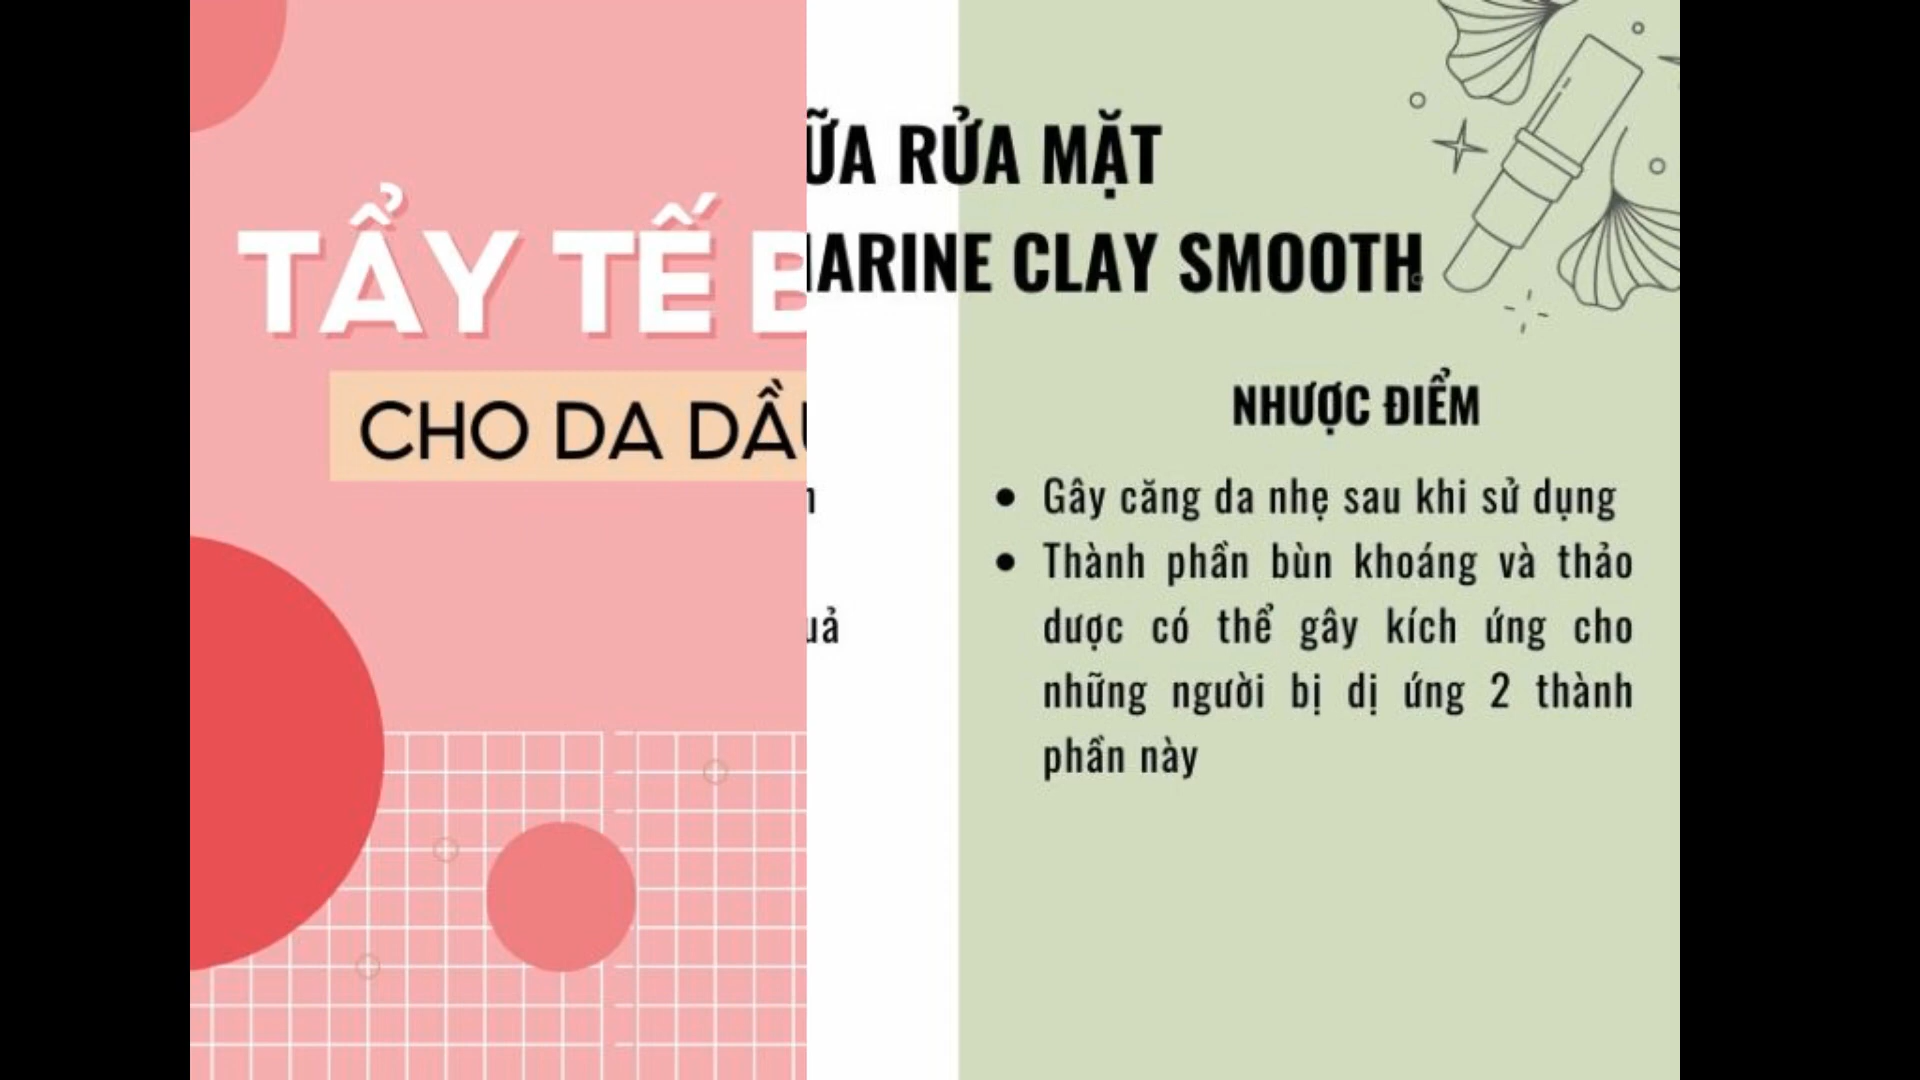 TẨY TẾ B
CHO DA DẦU
ỮA RỬA MẶT
MARINE CLAY SMOOTH
NHƯỢC ĐIỂM
Gây căng da nhẹ sau khi sử dụng
Thành phần bùn khoáng và thảo
dược có thể gây kích ứng cho
những người bị dị ứng 2 thành
phần này